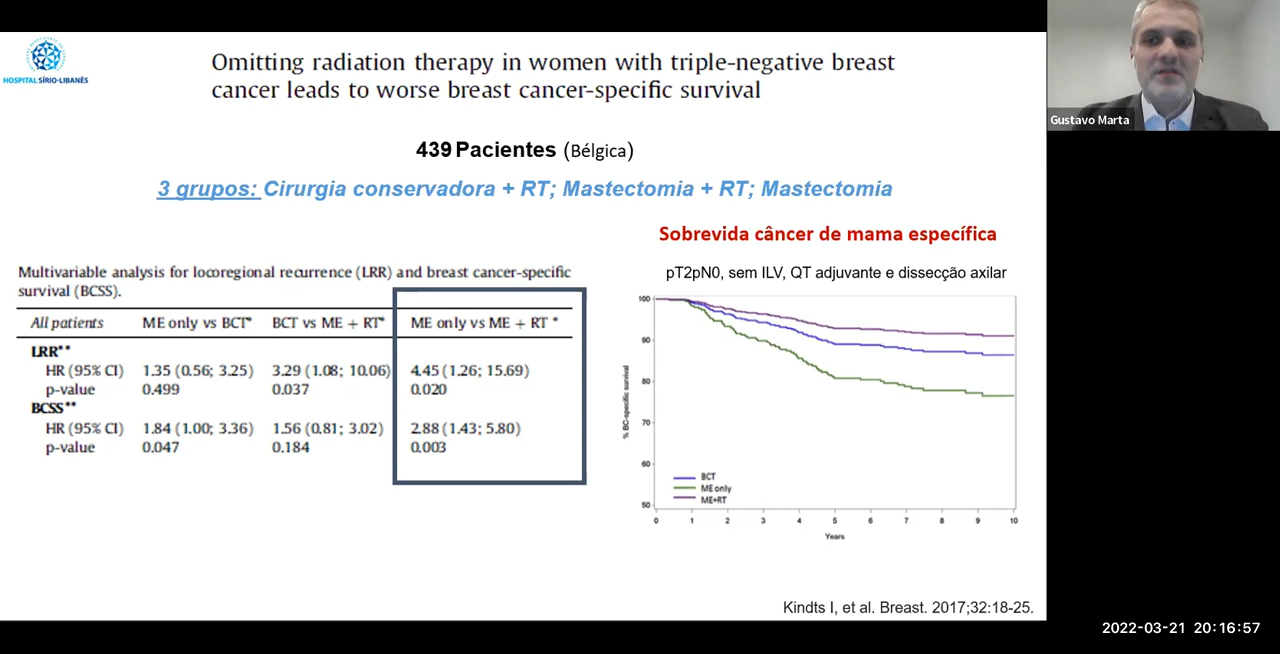 HOSPITAL SÍRIO-LIBANÊS
Omitting radiation therapy in women with triple-negative breast
cancer leads to worse breast cancer-specific survival
Gustavo Marta
439 Pacientes (Bélgica)
3 grupos: Cirurgia conservadora + RT; Mastectomia + RT; Mastectomia
Multivariable analysis for locoregional recurrence (LRR) and breast cancer-specific
survival (BCSS).
All patients ME only vs BCT* BCT vs ME + RT* ME only vs ME + RT *
LRR**
HR (95% CI) 1.35 (0.56; 3.25) 3.29 (1.08; 10.06) 4.45 (1.26; 15.69)
p-value 0.499 0.037 0.020
BCSS**
HR (95% CI) 1.84 (1.00; 3.36) 1.56 (0.81; 3.02) 2.88 (1.43; 5.80)
p-value 0.047 0.184 0.003
Sobrevida câncer de mama específica
pT2pN0, sem ILV, QT adjuvante e dissecção axilar
% BC-specific survival
100
90
80
70
60
50
BCT
ME only
ME+RT
0 1 2 3 4 5 6 7 8 9 10
Years
Kindts I, et al. Breast. 2017;32:18-25.
2022-03-21 20:16:57